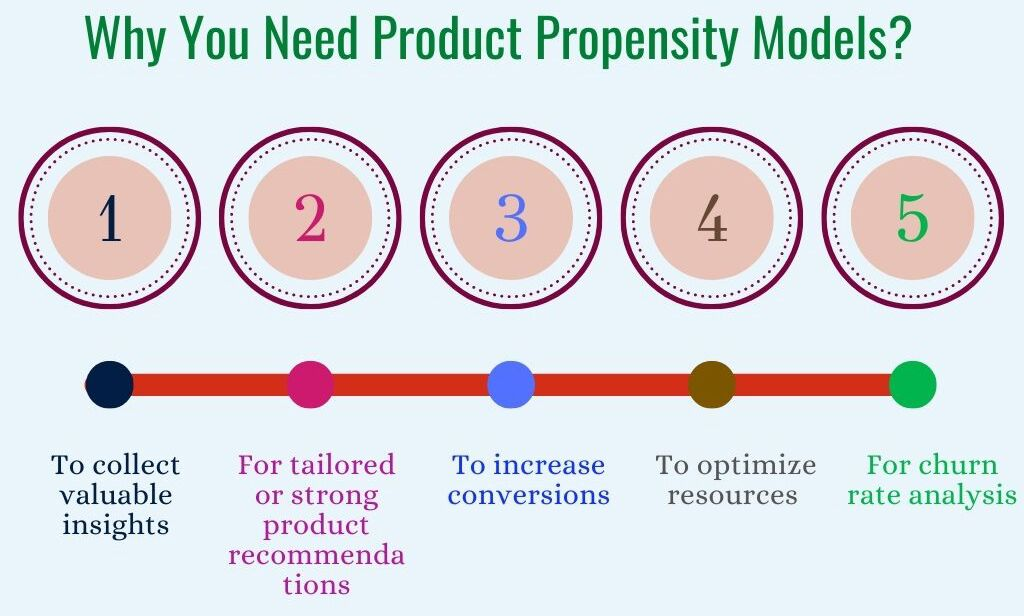 Why You Need Product Propensity Models?
1
2
3
4
5
To collect
valuable
insights
For tailored
or strong
product
recommenda
tions
To increase
conversions
To optimize
resources
For churn
rate analysis